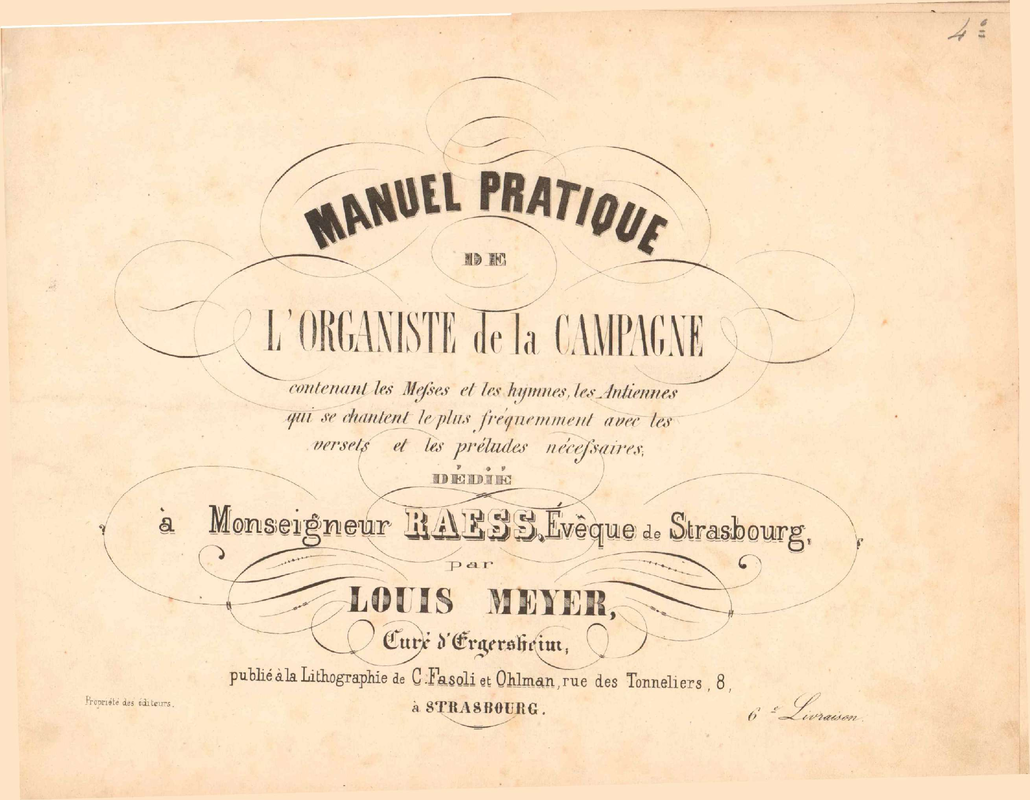 4º
MANUEL PRATIQUE
DE
L'ORGANISTE de la CAMPAGNE
contenant les Meſses et les hymnes, les Antiennes
qui se chantent le plus fréquemment avec les
versets et les préludes néceſsaires,
DÉDIÉ
à Monseigneur RAESS, Évêque de Strasbourg,
par
LOUIS MEYER,
Curé d'Ergersheim,
publié à la Lithographie de C. Fasoli et Ohlman, rue des Tonneliers, 8,
à STRASBOURG.
Propriété des éditeurs.
6e Livraison.